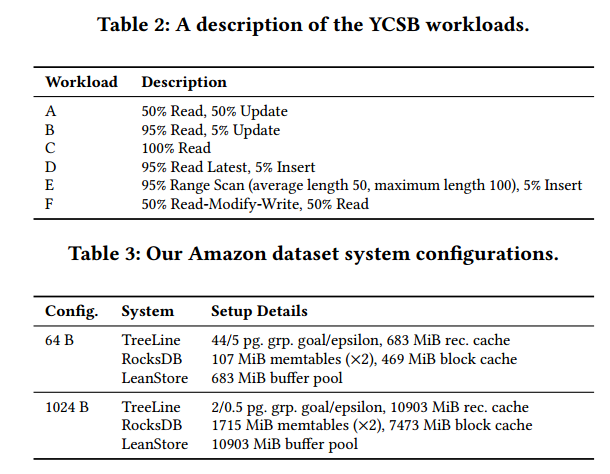 Table 2: A description of the YCSB workloads.
Workload Description
A 50% Read, 50% Update
B 95% Read, 5% Update
C 100% Read
D 95% Read Latest, 5% Insert
E 95% Range Scan (average length 50, maximum length 100), 5% Insert
F 50% Read-Modify-Write, 50% Read
Table 3: Our Amazon dataset system configurations.
Config. System Setup Details
64 B TreeLine 44/5 pg. grp. goal/epsilon, 683 MiB rec. cache
RocksDB 107 MiB memtables (×2), 469 MiB block cache
LeanStore 683 MiB buffer pool
1024 B TreeLine 2/0.5 pg. grp. goal/epsilon, 10903 MiB rec. cache
RocksDB 1715 MiB memtables (×2), 7473 MiB block cache
LeanStore 10903 MiB buffer pool